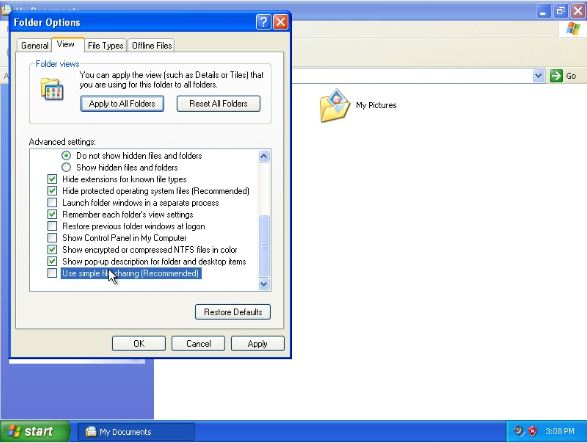 My Documents
Folder Options
General View File Types Offline Files
Folder views
You can apply the view (such as Details or Tiles) that
you are using for this folder to all folders.
Apply to All Folders Reset All Folders
Advanced settings:
Do not show hidden files and folders
Show hidden files and folders
Hide extensions for known file types
Hide protected operating system files (Recommended)
Launch folder windows in a separate process
Remember each folder's view settings
Restore previous folder windows at logon
Show Control Panel in My Computer
Show encrypted or compressed NTFS files in color
Show pop-up description for folder and desktop items
Use simple file sharing (Recommended)
Restore Defaults
OK Cancel Apply
Go
My Pictures
start My Documents 3:08 PM